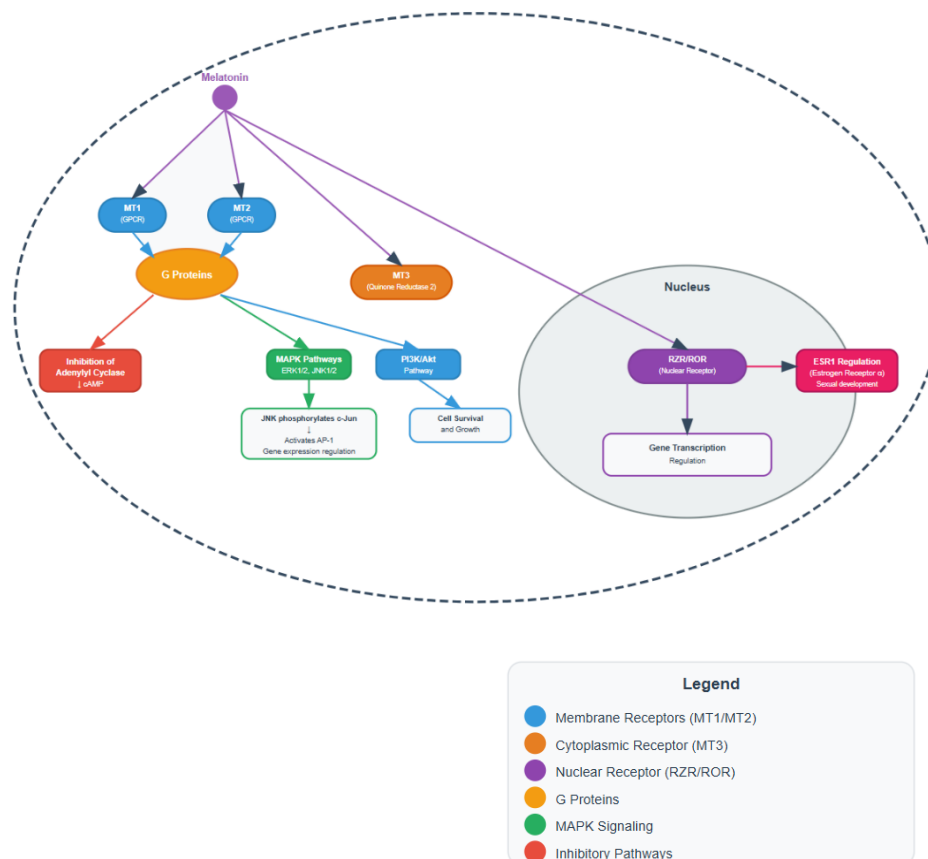 Melatonin
MT1
(GPCR)
MT2
(GPCR)
G Proteins
MT3
(Quinone Reductase 2)
Nucleus
Inhibition of
Adenylyl Cyclase
↓ cAMP
MAPK Pathways
ERK1/2, JNK1/2
PI3K/Akt
Pathway
RZR/ROR
(Nuclear Receptor)
ESR1 Regulation
(Estrogen Receptor α)
Sexual development
JNK phosphorylates c-Jun
↓
Activates AP-1
Gene expression regulation
Cell Survival
and Growth
Gene Transcription
Regulation
Legend
Membrane Receptors (MT1/MT2)
Cytoplasmic Receptor (MT3)
Nuclear Receptor (RZR/ROR)
G Proteins
MAPK Signaling
Inhibitory Pathways